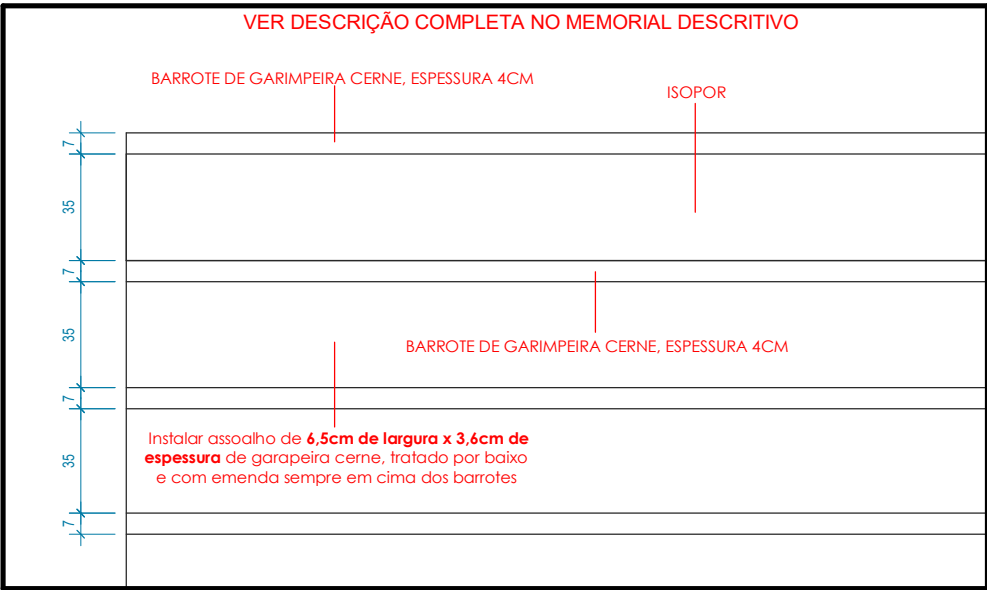 VER DESCRIÇÃO COMPLETA NO MEMORIAL DESCRITIVO
BARROTE DE GARIMPEIRA CERNE, ESPESSURA 4CM
ISOPOR
7
35
7
35
BARROTE DE GARIMPEIRA CERNE, ESPESSURA 4CM
7
Instalar assoalho de 6,5cm de largura x 3,6cm de
espessura de garapeira cerne, tratado por baixo
e com emenda sempre em cima dos barrotes
35
7